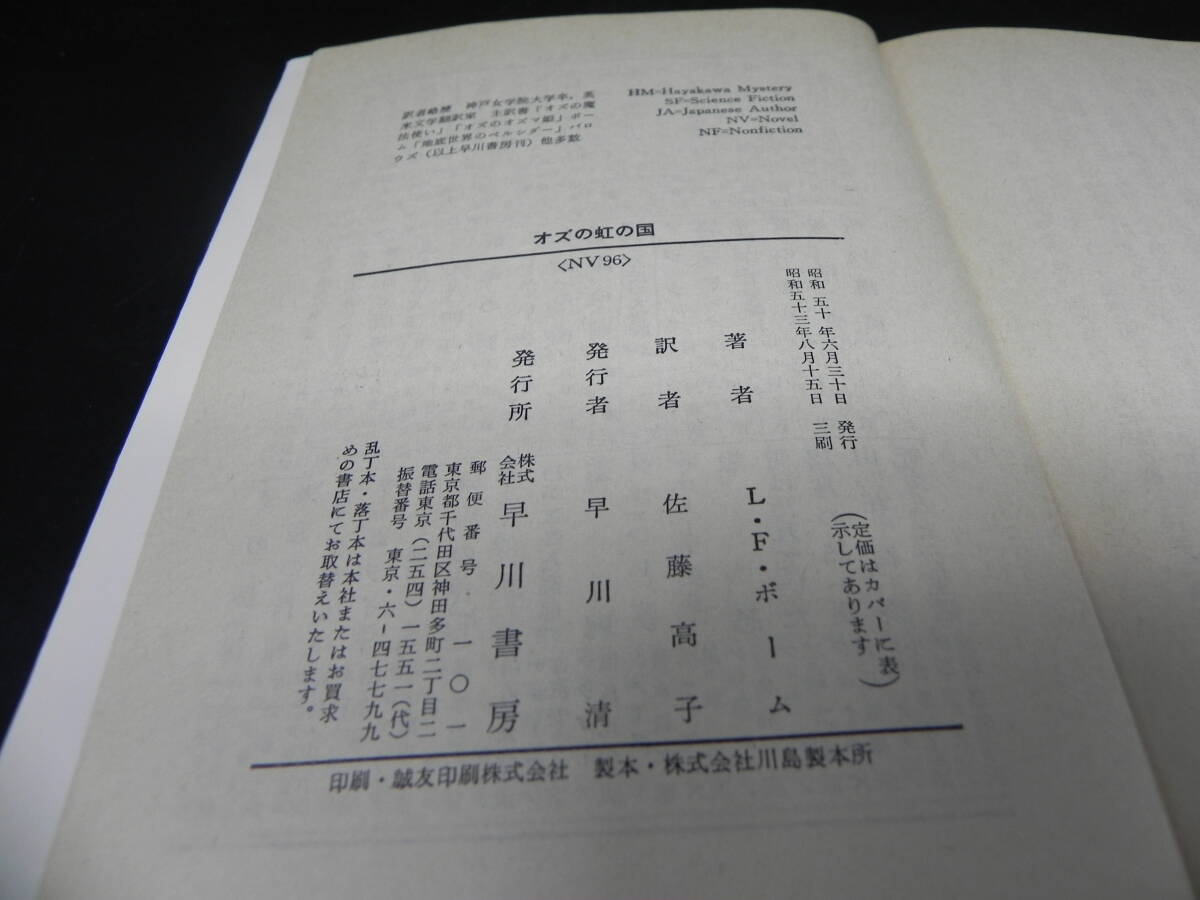 訳者略歴　神戸女学院大学卒，英
米文学翻訳家　主訳書「オズの魔
法使い」「オズのオズマ姫」ボー
ム「地底世界のペルシダー」バロ
ウズ（以上早川書房刊）他多数
HM=Hayakawa Mystery
SF=Science Fiction
JA=Japanese Author
NV=Novel
NF=Nonfiction
オズの虹の国
〈NV96〉
昭和五十年六月三十日　発行
昭和五十三年八月十五日　三刷
（定価はカバーに表
示してあります）
著者　L・F・ボーム
訳者　佐藤高子
発行者　早川清
発行所　株式会社　早川書房
郵便番号　一〇一
東京都千代田区神田多町二丁目二
電話東京（二五四）一五五一（代）
振替番号　東京・六－四七七九九
乱丁本・落丁本は本社またはお買求
めの書店にてお取替えいたします。
印刷・誠友印刷株式会社　製本・株式会社川島製本所